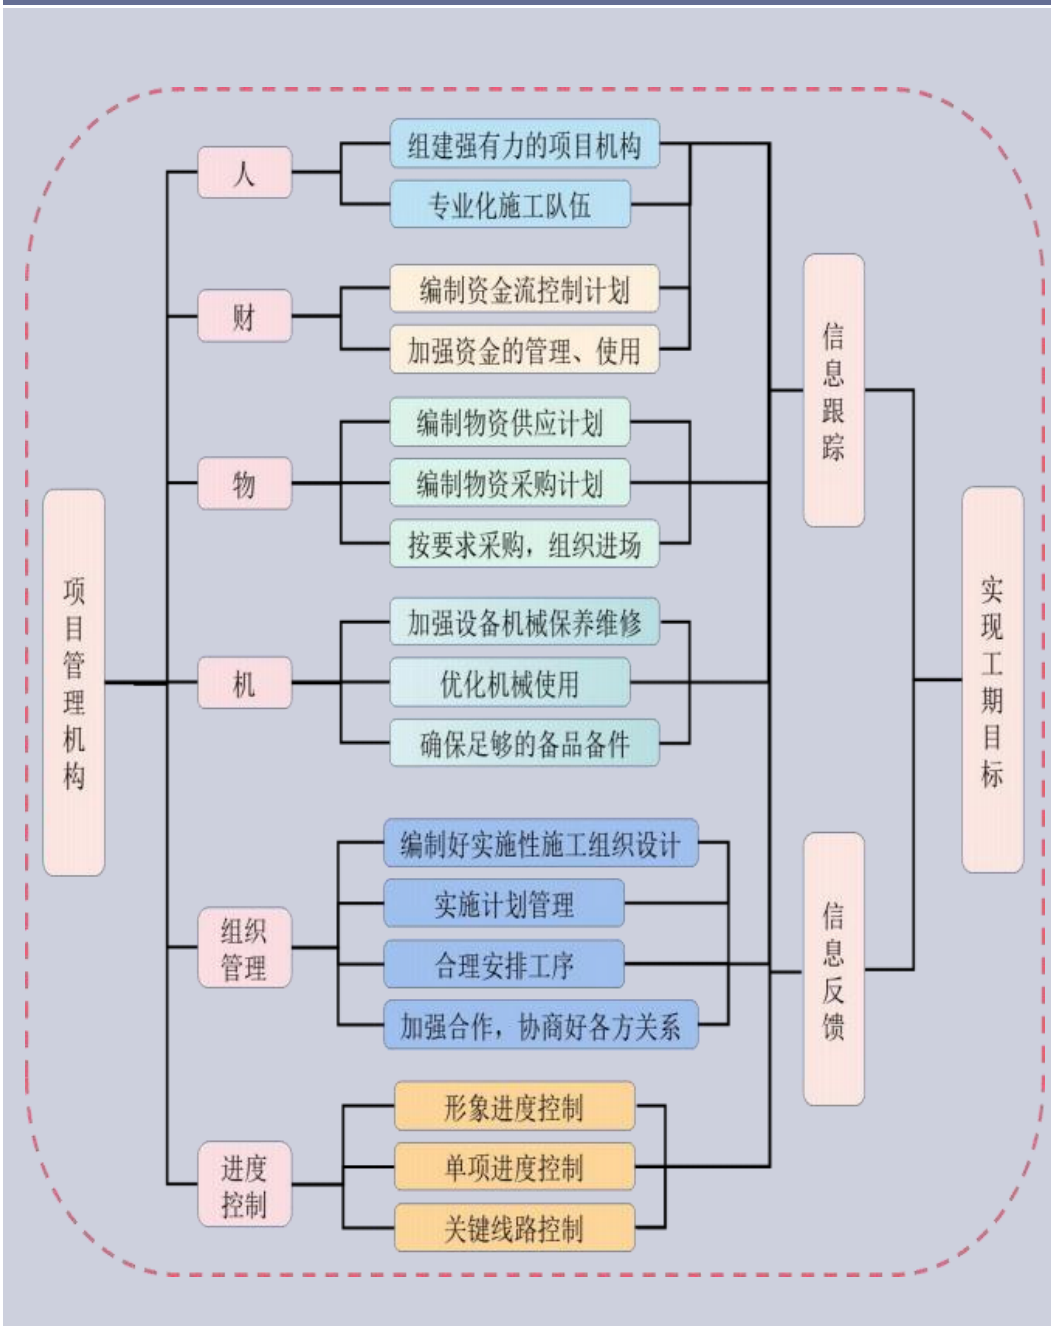 项目管理机构
人
组建强有力的项目机构
专业化施工队伍
财
编制资金流控制计划
加强资金的管理、使用
物
编制物资供应计划
编制物资采购计划
按要求采购，组织进场
机
加强设备机械保养维修
优化机械使用
确保足够的备品备件
组织
管理
编制好实施性施工组织设计
实施计划管理
合理安排工序
加强合作，协商好各方关系
进度
控制
形象进度控制
单项进度控制
关键线路控制
信息跟踪
信息反馈
实现工期目标